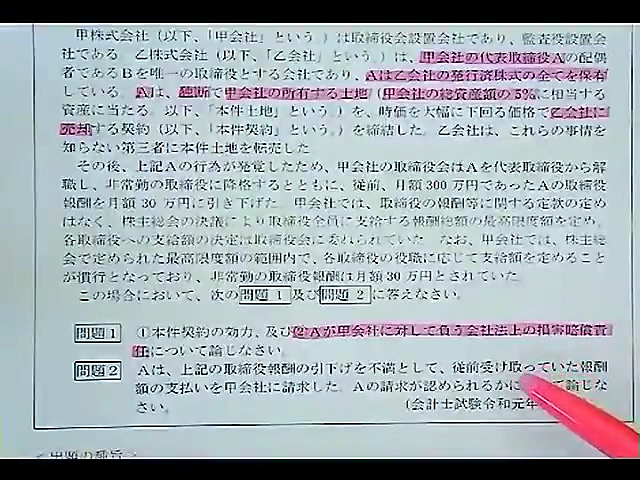 甲株式会社(以下、「甲会社」という。)は取締役会設置会社であり、監査役設置会
社である。乙株式会社(以下、「乙会社」という。)は、甲会社の代表取締役Aの配偶
者であるBを唯一の取締役とする会社であり、Aは乙会社の発行済株式の全てを保有
している。Aは、独断で甲会社の所有する土地(甲会社の総資産額の5%に相当する
資産に当たる。以下、「本件土地」という。)を、時価を大幅に下回る価格で乙会社に
売却する契約(以下、「本件契約」という。)を締結した。乙会社は、これらの事情を
知らない第三者に本件土地を転売した。
その後、上記Aの行為が発覚したため、甲会社の取締役会はAを代表取締役から解
職し、非常勤の取締役に降格するとともに、従前、月額300万円であったAの取締役
報酬を月額30万円に引き下げた。甲会社では、取締役の報酬等に関する定款の定め
はなく、株主総会の決議により取締役全員に支給する報酬総額の最高限度額を定め、
各取締役への支給額の決定は取締役会に委ねられていた。なお、甲会社では、株主総
会で定められた最高限度額の範囲内で、各取締役の役職に応じて支給額を定めること
が慣行となっており、非常勤の取締役報酬は月額30万円とされていた。
この場合において、次の問題1及び問題2に答えなさい。
問題1 ①本件契約の効力、及び②Aが甲会社に対して負う会社法上の損害賠償責
任について論じなさい。
問題2 Aは、上記の取締役報酬の引下げを不満として、従前受け取っていた報酬
額の支払いを甲会社に請求した。Aの請求が認められるかに て論じな
さい。 (会計士試験令和元年
<出題の趣旨>